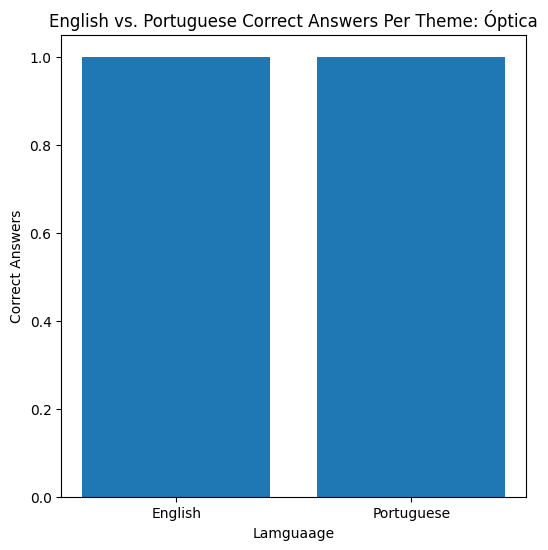 English vs. Portuguese Correct Answers Per Theme: Óptica
1.0
0.8
0.6
0.4
0.2
0.0
Correct Answers
English Portuguese
Lamguaage